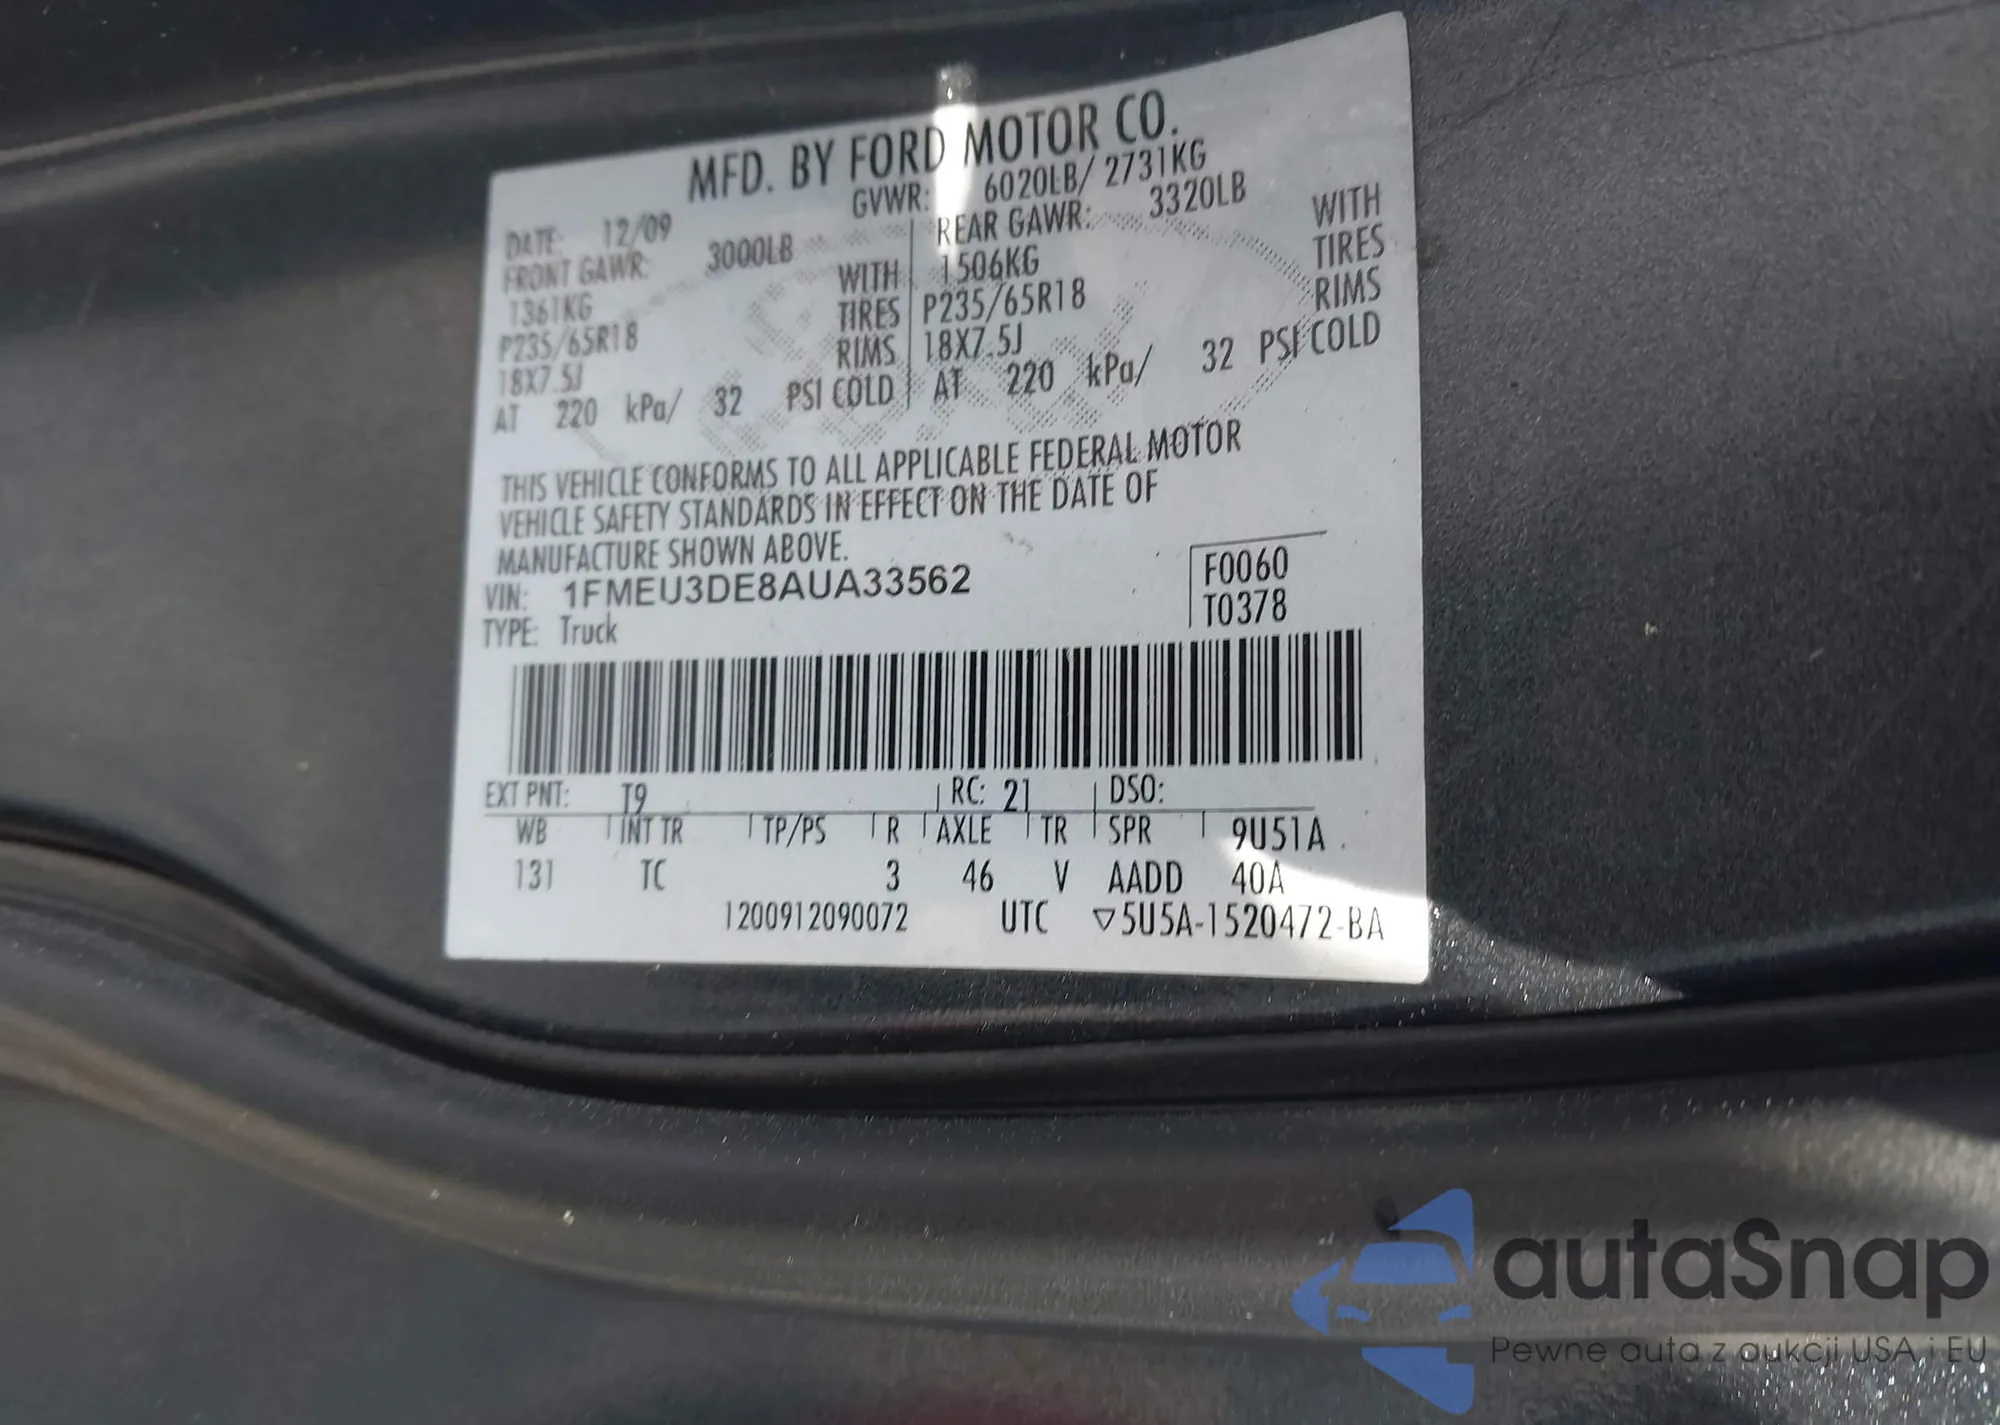 MFD. BY FORD MOTOR CO.
DATE: 12/09 GVWR: 6020LB/ 2731KG
FRONT GAWR: 3000LB REAR GAWR: 3320LB
1361KG WITH 1506KG WITH
P235/65R18 TIRES P235/65R18 TIRES
18X7.5J RIMS 18X7.5J RIMS
AT 220 kPa/ 32 PSI COLD AT 220 kPa/ 32 PSI COLD
THIS VEHICLE CONFORMS TO ALL APPLICABLE FEDERAL MOTOR
VEHICLE SAFETY STANDARDS IN EFFECT ON THE DATE OF
MANUFACTURE SHOWN ABOVE.
VIN: 1FMEU3DE8AUA33562 F0060
TYPE: Truck T0378
EXT PNT: T9 RC: 21 DSO:
WB INT TR TP/PS R AXLE TR SPR 9U51A
131 TC 3 46 V AADD 40A
1200912090072 UTC ▽5U5A-1520472-BA
autaSnap
Pewne auta z aukcji USA i EU